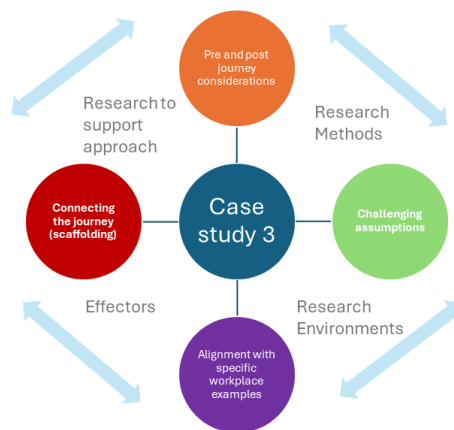 Pre and post
journey
considerations
Research to
support
approach
Research
Methods
Connecting
the journey
(scaffolding)
Case
study 3
Challenging
assumptions
Effectors
Research
Environments
Alignment with
specific
workplace
examples